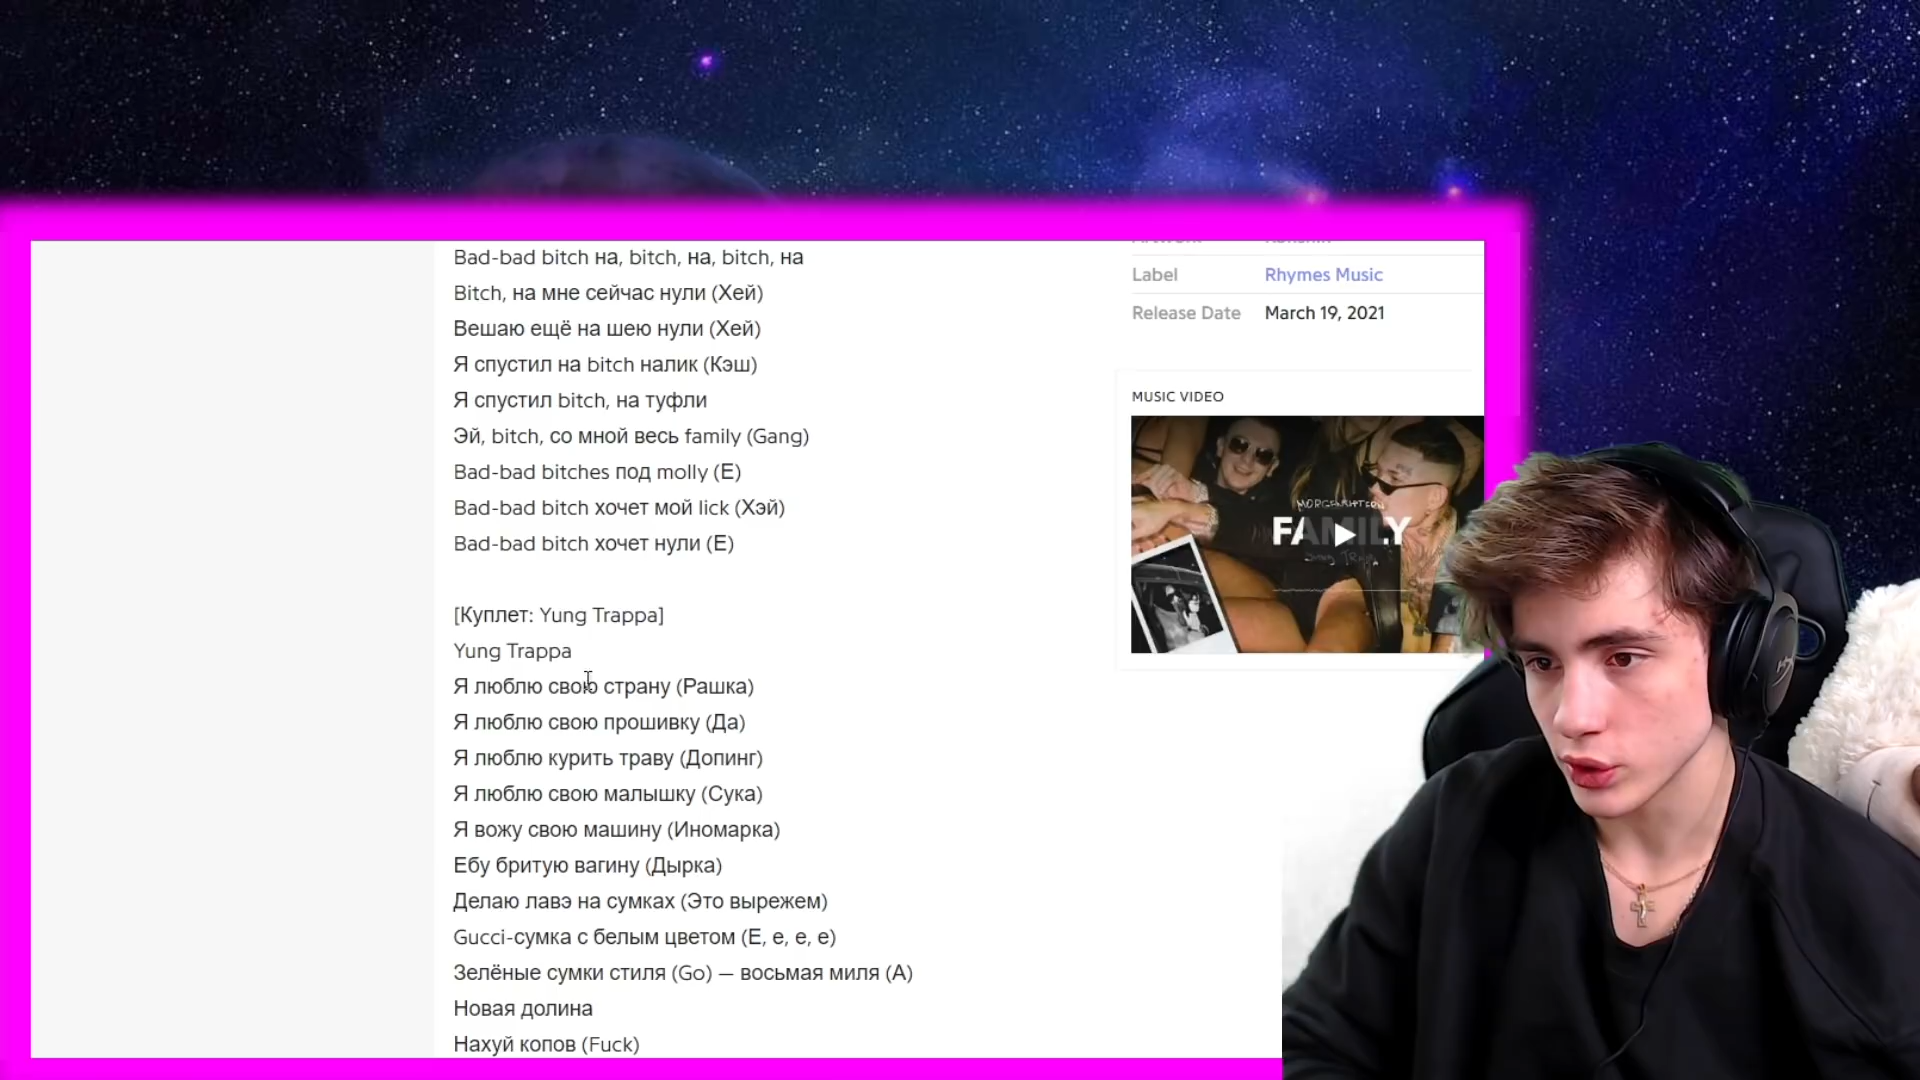 Bad-bad bitch на, bitch, на, bitch, на
Bitch, на мне сейчас нули (Хей)
Вешаю ещё на шею нули (Хей)
Я спустил на bitch налик (Кэш)
Я спустил bitch, на туфли
Эй, bitch, со мной весь family (Gang)
Bad-bad bitches под molly (Е)
Bad-bad bitch хочет мой lick (Хэй)
Bad-bad bitch хочет нули (Е)
[Куплет: Yung Trappa]
Yung Trappa
Я люблю свою страну (Рашка)
Я люблю свою прошивку (Да)
Я люблю курить траву (Допинг)
Я люблю свою малышку (Сука)
Я вожу свою машину (Иномарка)
Ебу бритую вагину (Дырка)
Делаю лавэ на сумках (Это вырежем)
Gucci-сумка с белым цветом (Е, е, е, е)
Зелёные сумки стиля (Go) — восьмая миля (А)
Новая долина
Нахуй копов (Fuck)
Label Rhymes Music
Release Date March 19, 2021
MUSIC VIDEO
MORGENSHTERN
FAMILY